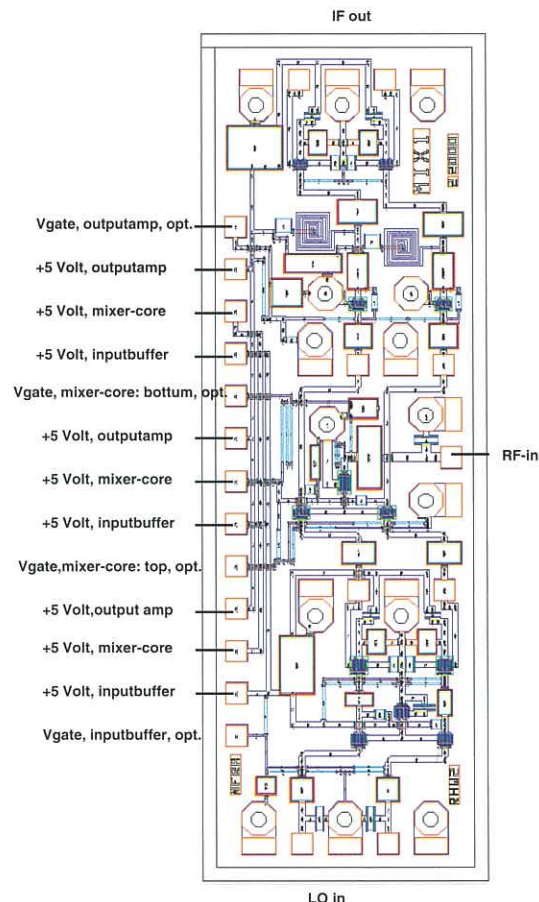 IF out
Vgate, outputamp, opt.
+5 Volt, outputamp
+5 Volt, mixer-core
+5 Volt, inputbuffer
Vgate, mixer-core: bottum, opt.
+5 Volt, outputamp
RF-in
+5 Volt, mixer-core
+5 Volt, inputbuffer
Vgate,mixer-core: top, opt.
+5 Volt,output amp
+5 Volt, mixer-core
+5 Volt, inputbuffer
Vgate, inputbuffer, opt.
LO in